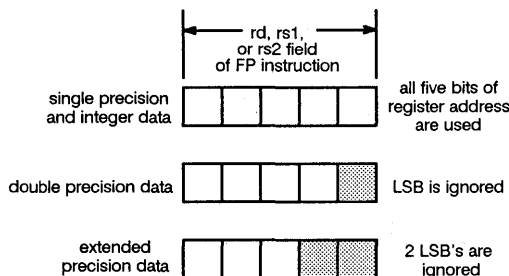 rd, rs1,
or rs2 field
of FP instruction
single precision
and integer data
all five bits of
register address
are used
double precision data
LSB is ignored
extended
precision data
2 LSB's are
ignored